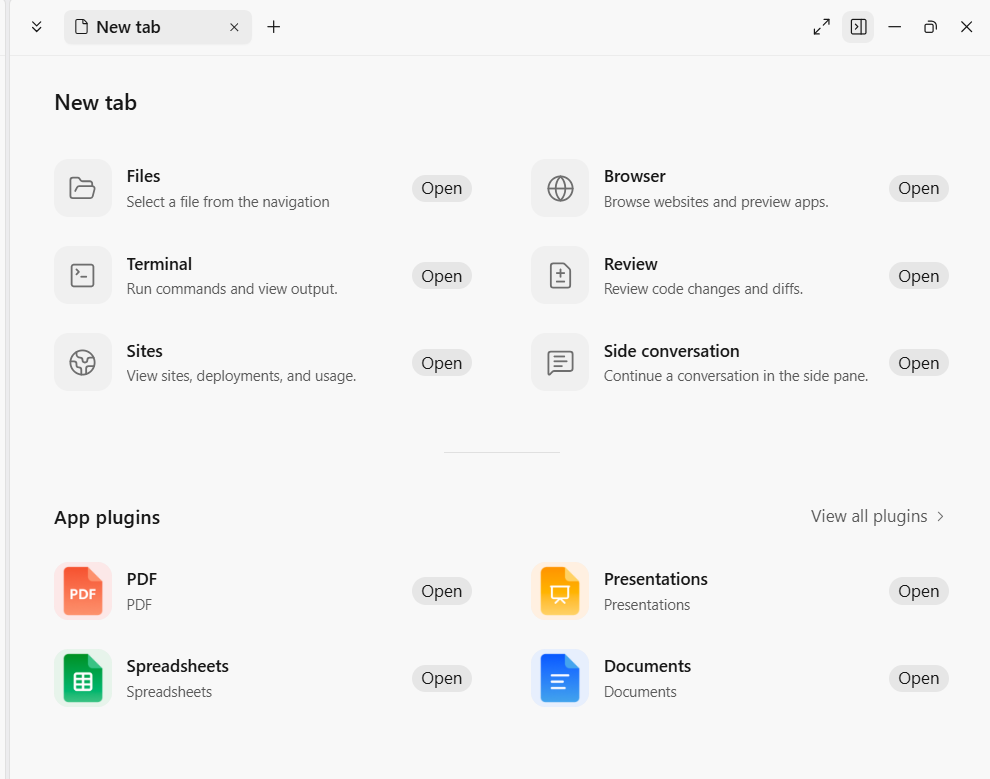 New tab
New tab
Files
Select a file from the navigation
Open
Browser
Browse websites and preview apps.
Open
Terminal
Run commands and view output.
Open
Review
Review code changes and diffs.
Open
Sites
View sites, deployments, and usage.
Open
Side conversation
Continue a conversation in the side pane.
Open
App plugins
View all plugins
PDF
PDF
PDF
Open
Presentations
Presentations
Open
Spreadsheets
Spreadsheets
Open
Documents
Documents
Open